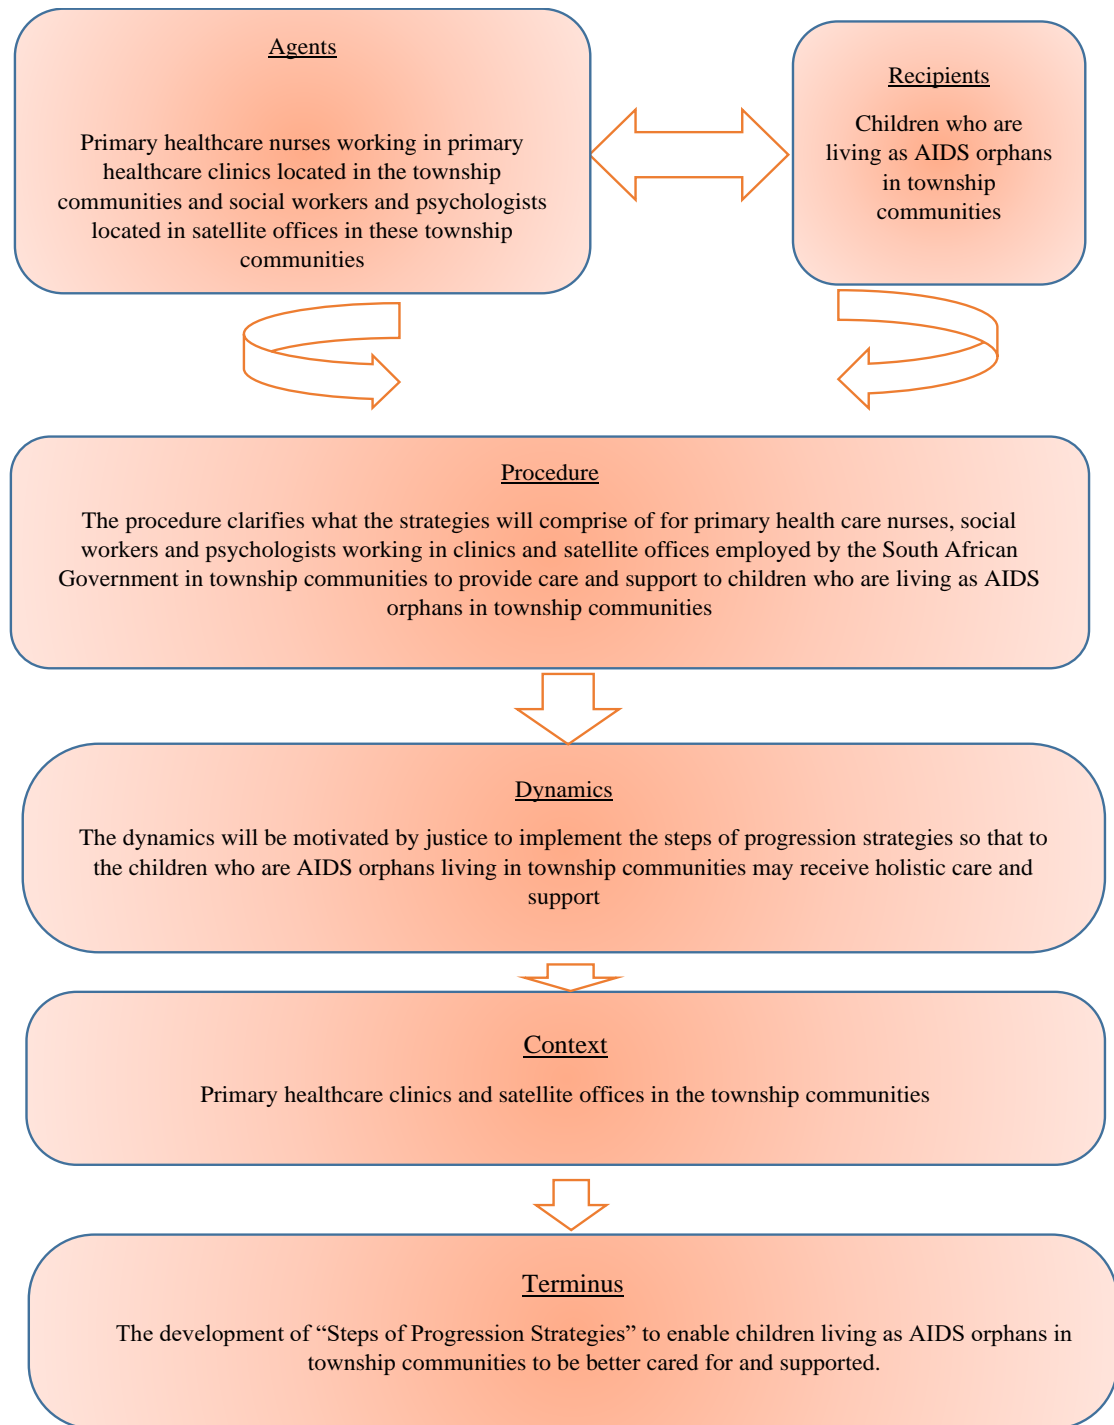 Agents
Primary healthcare nurses working in primary
healthcare clinics located in the township
communities and social workers and psychologists
located in satellite offices in these township
communities
Recipients
Children who are
living as AIDS orphans
in township
communities
Procedure
The procedure clarifies what the strategies will comprise of for primary health care nurses, social
workers and psychologists working in clinics and satellite offices employed by the South African
Government in township communities to provide care and support to children who are living as AIDS
orphans in township communities
Dynamics
The dynamics will be motivated by justice to implement the steps of progression strategies so that to
the children who are AIDS orphans living in township communities may receive holistic care and
support
Context
Primary healthcare clinics and satellite offices in the township communities
Terminus
The development of “Steps of Progression Strategies” to enable children living as AIDS orphans in
township communities to be better cared for and supported.